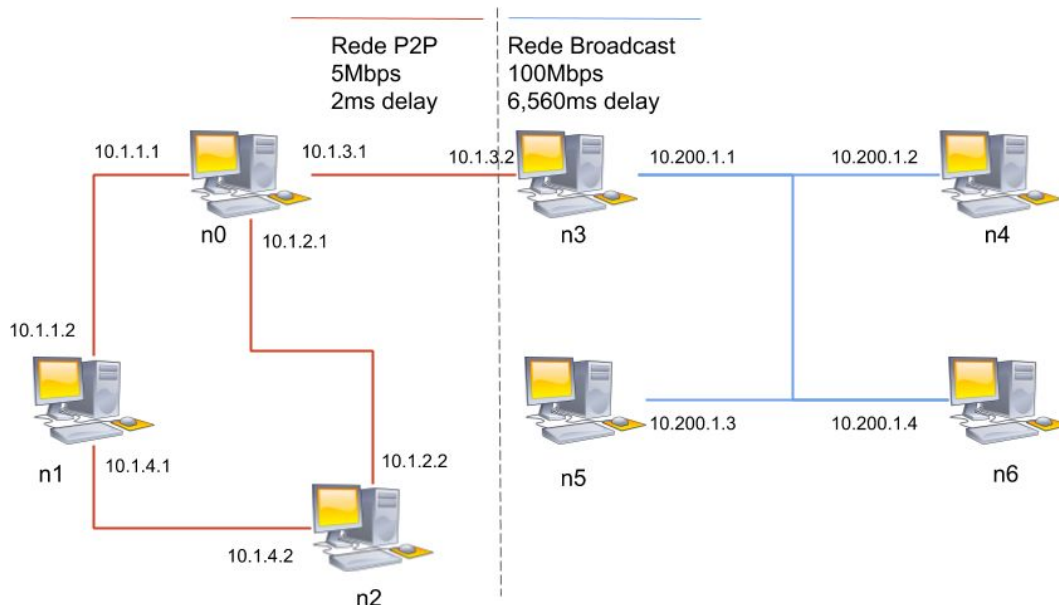 Rede P2P
5Mbps
2ms delay
Rede Broadcast
100Mbps
6,560ms delay
10.1.1.1
10.1.3.1
10.1.3.2
10.200.1.1
10.200.1.2
n0
n3
n4
10.1.2.1
10.1.1.2
10.200.1.3
10.200.1.4
n1
10.1.4.1
10.1.2.2
n5
n6
10.1.4.2
n2